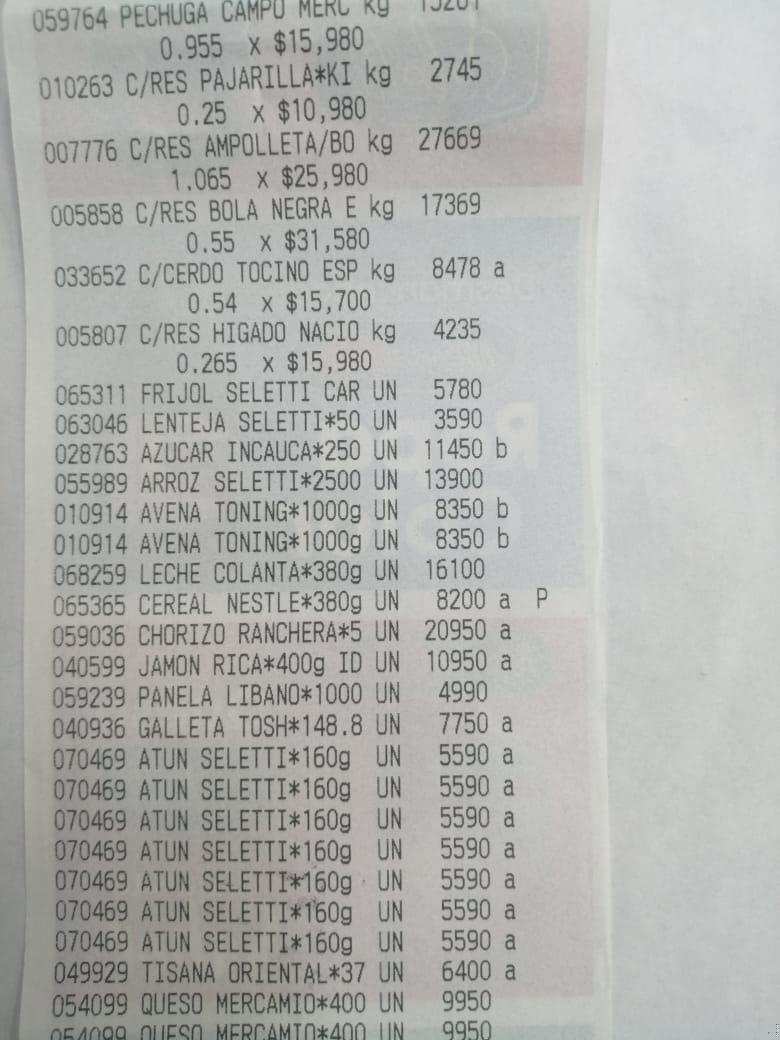 059764 PECHUGA CAMPO MERC kg 15261
0.955 x $15,980
010263 C/RES PAJARILLA*KI kg 2745
0.25 x $10,980
007776 C/RES AMPOLLETA/BO kg 27669
1.065 x $25,980
005858 C/RES BOLA NEGRA E kg 17369
0.55 x $31,580
033652 C/CERDO TOCINO ESP kg 8478 a
0.54 x $15,700
005807 C/RES HIGADO NACIO kg 4235
0.265 x $15,980
065311 FRIJOL SELETTI CAR UN 5780
063046 LENTEJA SELETTI*50 UN 3590
028763 AZUCAR INCAUCA*250 UN 11450 b
055989 ARROZ SELETTI*2500 UN 13900
010914 AVENA TONING*1000g UN 8350 b
010914 AVENA TONING*1000g UN 8350 b
068259 LECHE COLANTA*380g UN 16100
065365 CEREAL NESTLE*380g UN 8200 a P
059036 CHORIZO RANCHERA*5 UN 20950 a
040599 JAMON RICA*400g ID UN 10950 a
059239 PANELA LIBANO*1000 UN 4990
040936 GALLETA TOSH*148.8 UN 7750 a
070469 ATUN SELETTI*160g UN 5590 a
070469 ATUN SELETTI*160g UN 5590 a
070469 ATUN SELETTI*160g UN 5590 a
070469 ATUN SELETTI*160g UN 5590 a
070469 ATUN SELETTI*160g UN 5590 a
070469 ATUN SELETTI*160g UN 5590 a
070469 ATUN SELETTI*160g UN 5590 a
049929 TISANA ORIENTAL*37 UN 6400 a
054099 QUESO MERCAMIO*400 UN 9950
054099 QUESO MERCAMIO*400 UN 9950